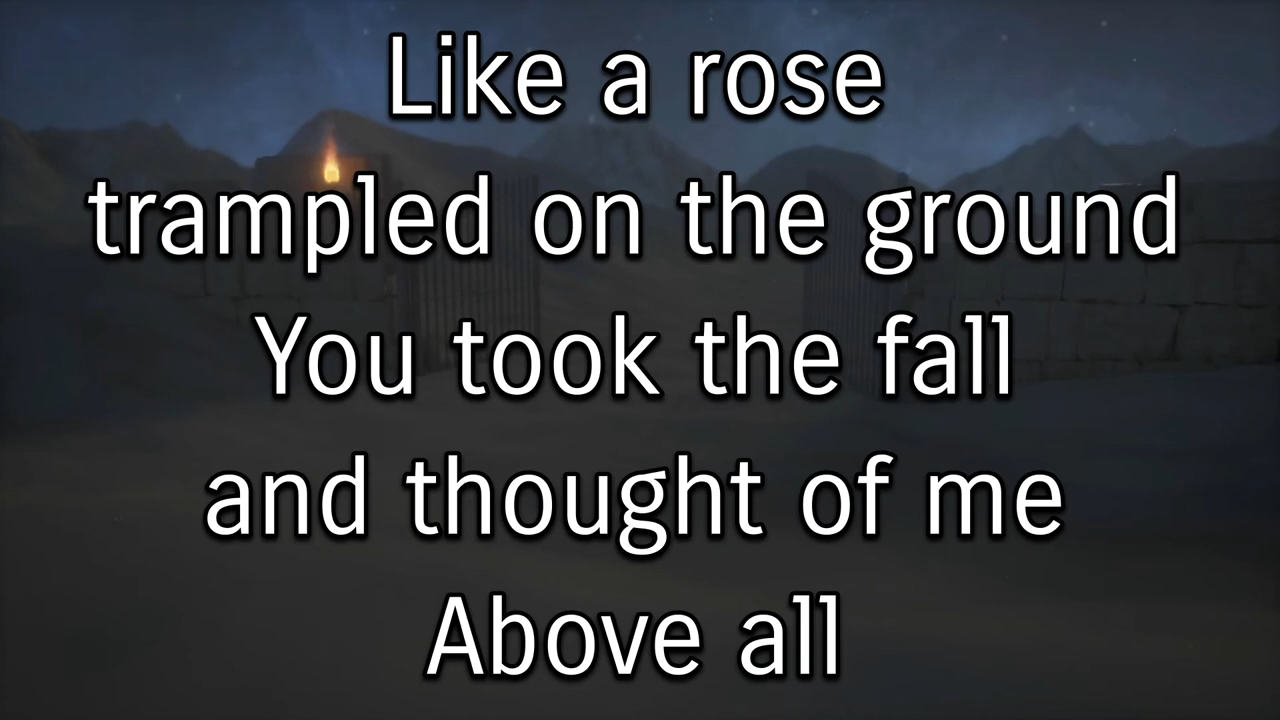 Like a rose
trampled on the ground
You took the fall
and thought of me
Above all